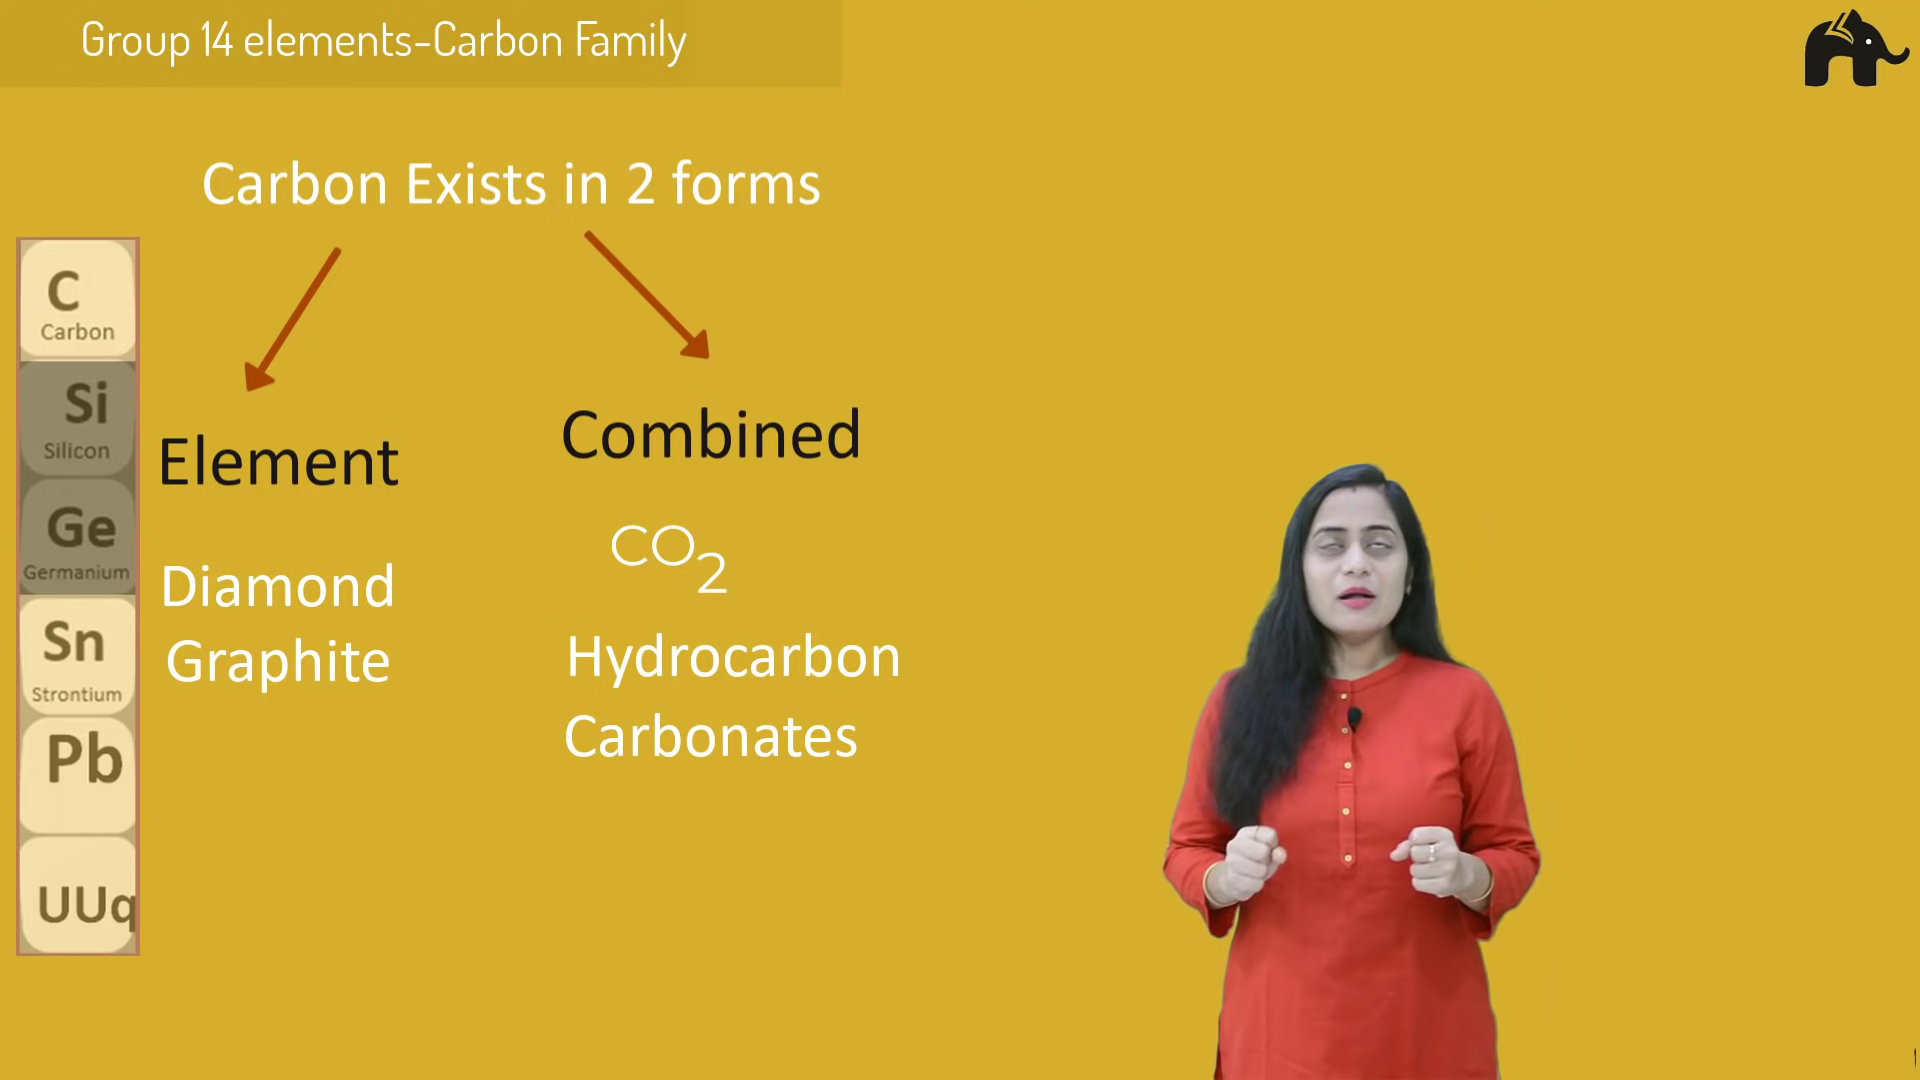 Group 14 elements-Carbon Family
Carbon Exists in 2 forms
C
Carbon
Si
Silicon
Ge
Germanium
Sn
Strontium
Pb
UUq
Element
Diamond
Graphite
Combined
CO2
Hydrocarbon
Carbonates